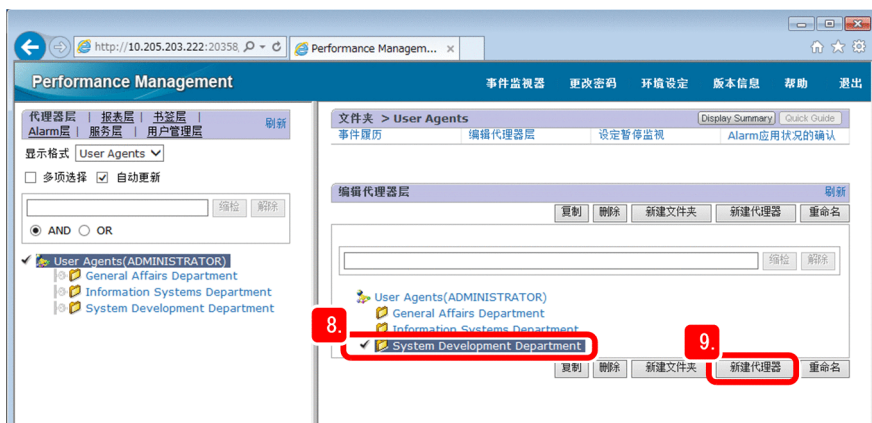 http://10.205.203.222:20358,
Performance Managem...
Performance Management
事件监视器 更改密码 环境设定 版本信息 帮助 退出
代理器层 | 报表层 | 书签层 |
Alarm层 | 服务层 | 用户管理层
刷新
显示格式 User Agents
多项选择 自动更新
缩检 解除
AND OR
User Agents(ADMINISTRATOR)
General Affairs Department
Information Systems Department
System Development Department
文件夹 > User Agents
Display Summary Quick Guide
事件履历 编辑代理器层 设定暂停监视 Alarm应用状况的确认
编辑代理器层 刷新
复制 删除 新建文件夹 新建代理器 重命名
缩检 解除
User Agents(ADMINISTRATOR)
General Affairs Department
Information Systems Department
8.
System Development Department
9.
复制 删除 新建文件夹 新建代理器 重命名